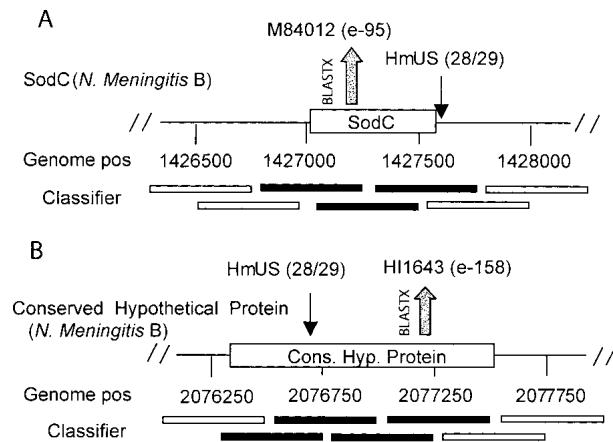 A
M84012 (e-95)
HmUS (28/29)
BLASTX
SodC (N. Meningitis B)
SodC
Genome pos 1426500 1427000 1427500 1428000
Classifier
B
HmUS (28/29)
HI1643 (e-158)
BLASTX
Conserved Hypothetical Protein
(N. Meningitis B)
Cons. Hyp. Protein
Genome pos 2076250 2076750 2077250 2077750
Classifier